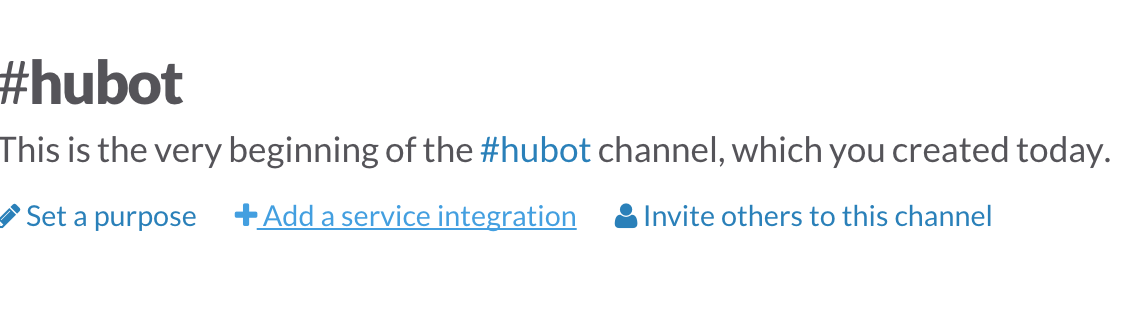 #hubot
This is the very beginning of the #hubot channel, which you created today.
Set a purpose Add a service integration Invite others to this channel